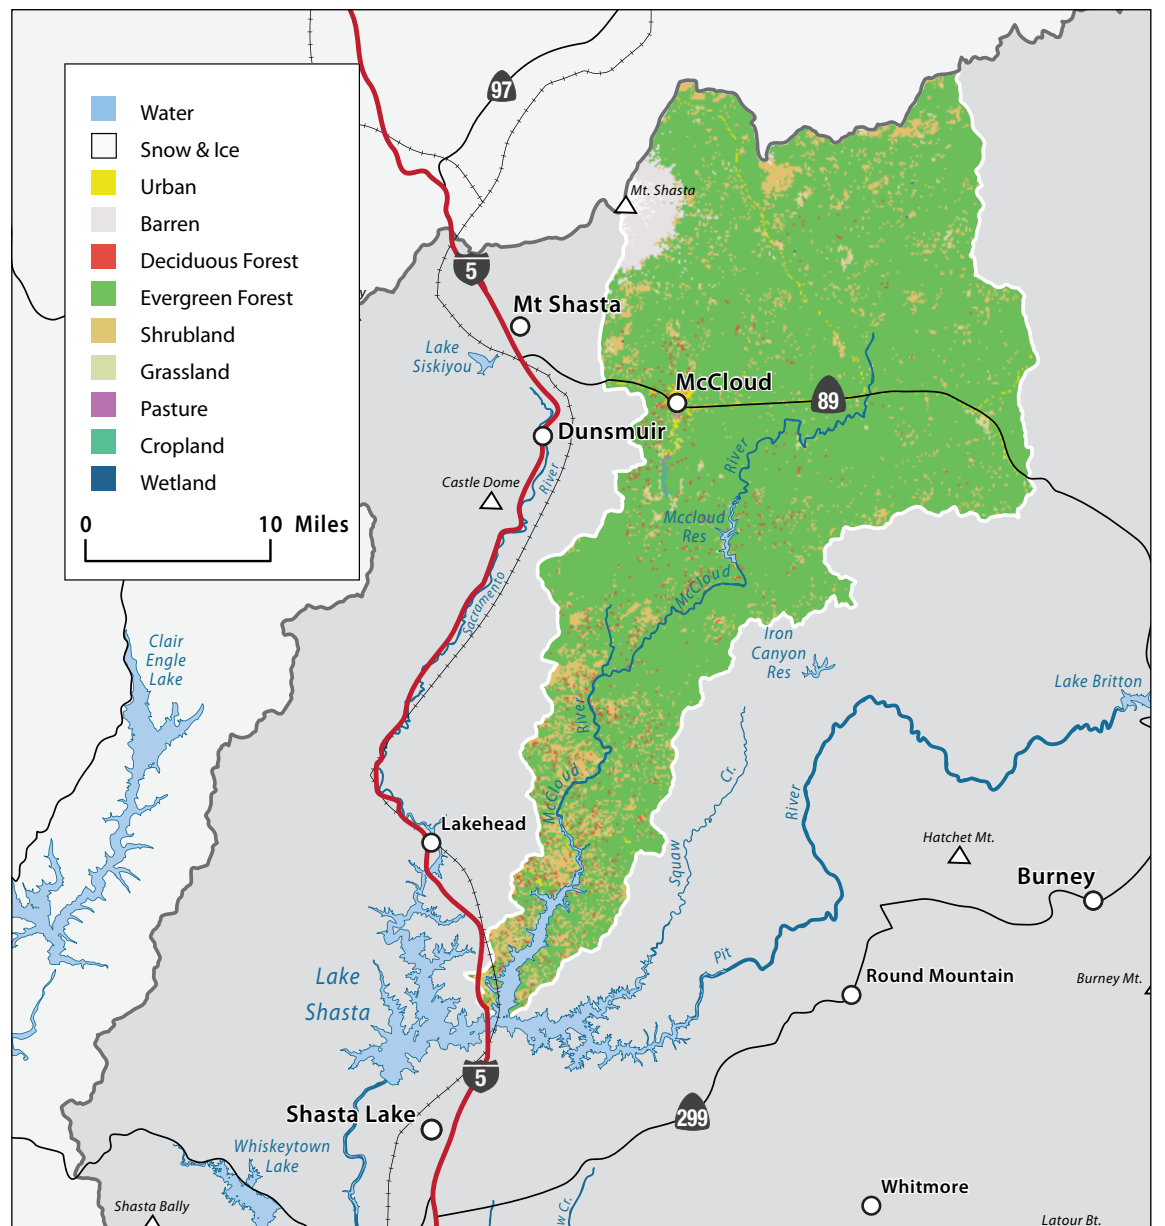 97
Water
Snow & Ice
Urban
Barren
Deciduous Forest
Evergreen Forest
Shrubland
Grassland
Pasture
Cropland
Wetland
0 10 Miles
Mt. Shasta
5
Mt Shasta
Lake
Siskiyou
McCloud
89
Dunsmuir
River
River
Castle Dome
Mccloud
Res
McCloud
Sacramento
Iron
Canyon
Res
Clair
Engle
Lake
Lake Britton
River
McCloud
Cr.
Squaw
River
Lakehead
Hatchet Mt.
Burney
Pit
Lake
Shasta
Round Mountain
Burney Mt.
5
Shasta Lake
299
Whiskeytown
Lake
Whitmore
Shasta Bally
w Cr.
Latour Bt.